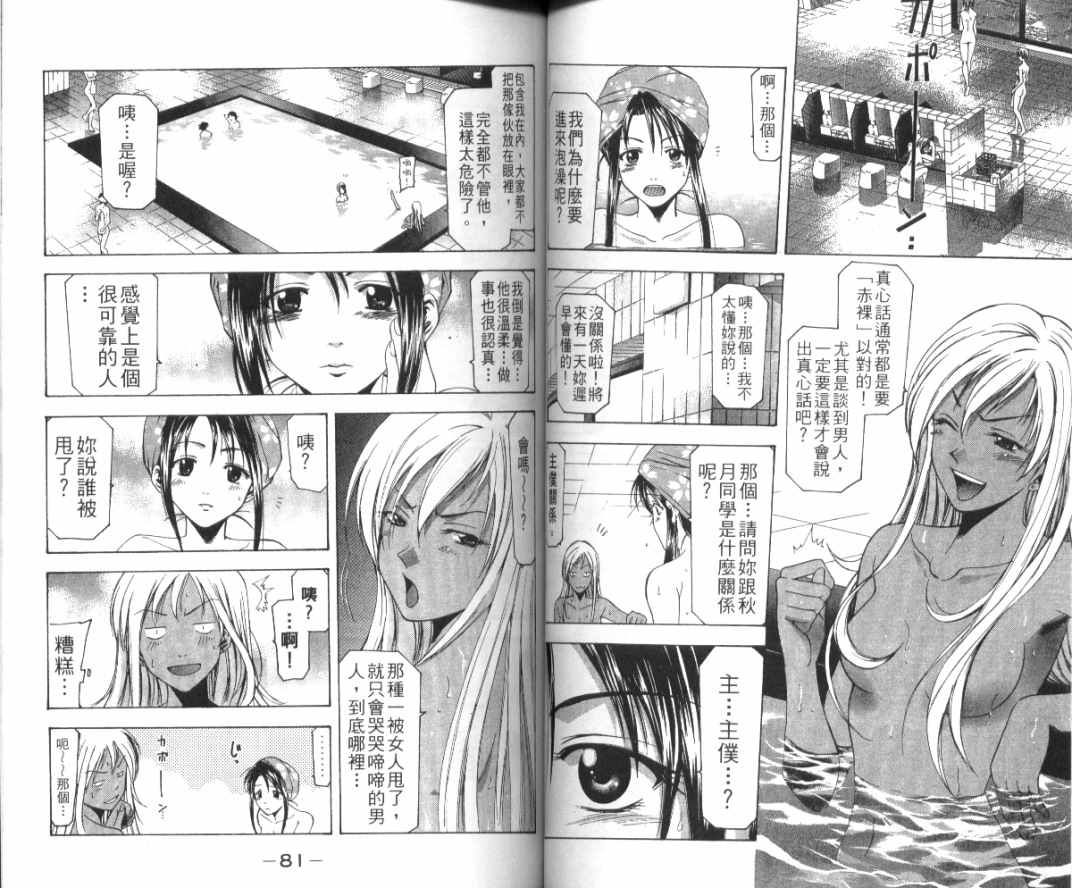 カポーン…
啊…那個…
我們為什麼要
進來泡澡呢？
真心話通常都是要
「赤裸」以對的！
尤其是談到男人，
一定要這樣才會說
出真心話吧？
咦…那個…我不
太懂妳說的…
沒關係啦！將
來有一天妳遲
早會懂的！
那個…請問妳跟秋
月同學是什麼關係
呢？
主僕關係。
主…主僕…？
包含我在內，大家都不
把那傢伙放在眼裡，
完全都不管他，
這樣太危險了。
嗡嗡~
咦…是喔？
我倒是覺得…
他很溫柔…做
事也很認真…
感覺上是個
很可靠的人
…
會嗎～～？
那種一被女人甩了，
就只會哭哭啼啼的男
人，到底哪裡…
咦？
妳說誰被
甩了？
咦？
…啊！
糟糕…
………
じ～
カポーン
呃～～那個…
－81－